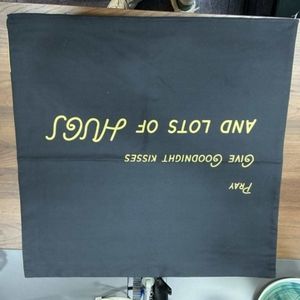 Pray
Give Goodnight kisses
and lots of Hugs